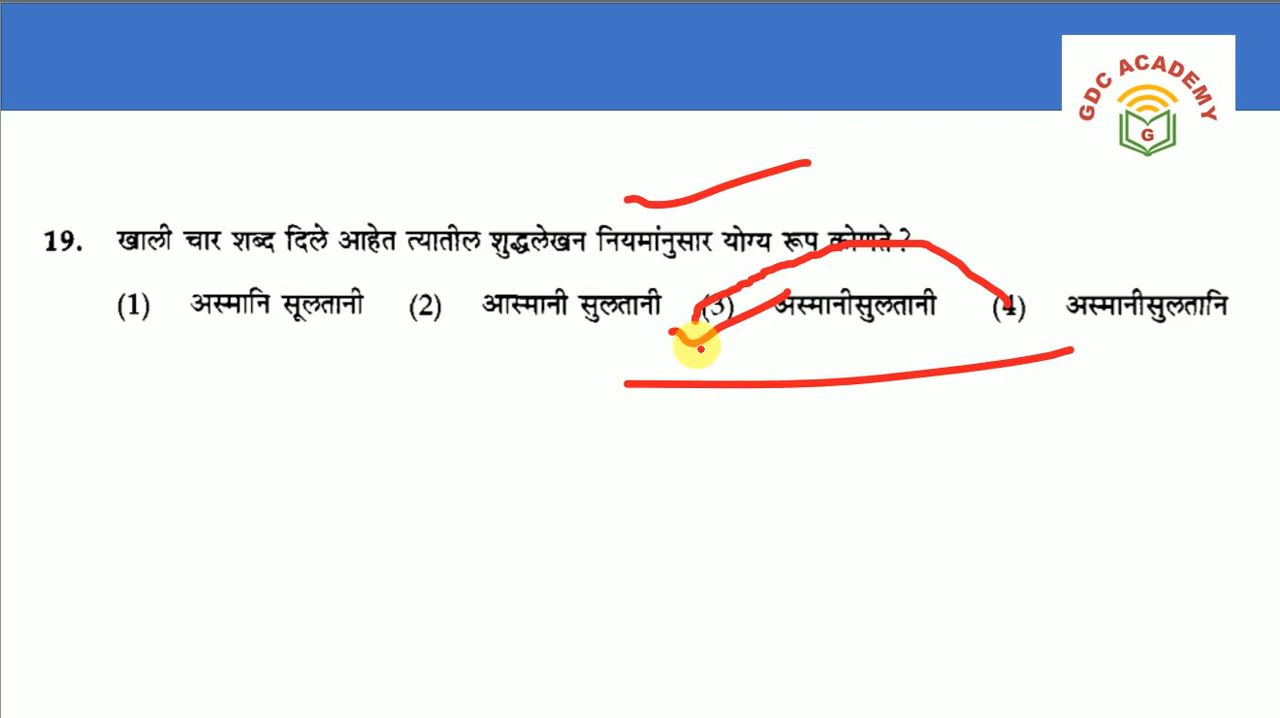 GDC ACADEMY
G
19. खाली चार शब्द दिले आहेत त्यातील शुद्धलेखन नियमांनुसार योग्य रूप कोणते ?
(1) अस्मानि सूलतानी (2) आस्मानी सुलतानी (3) अस्मानीसुलतानी (4) अस्मानीसुलतानि